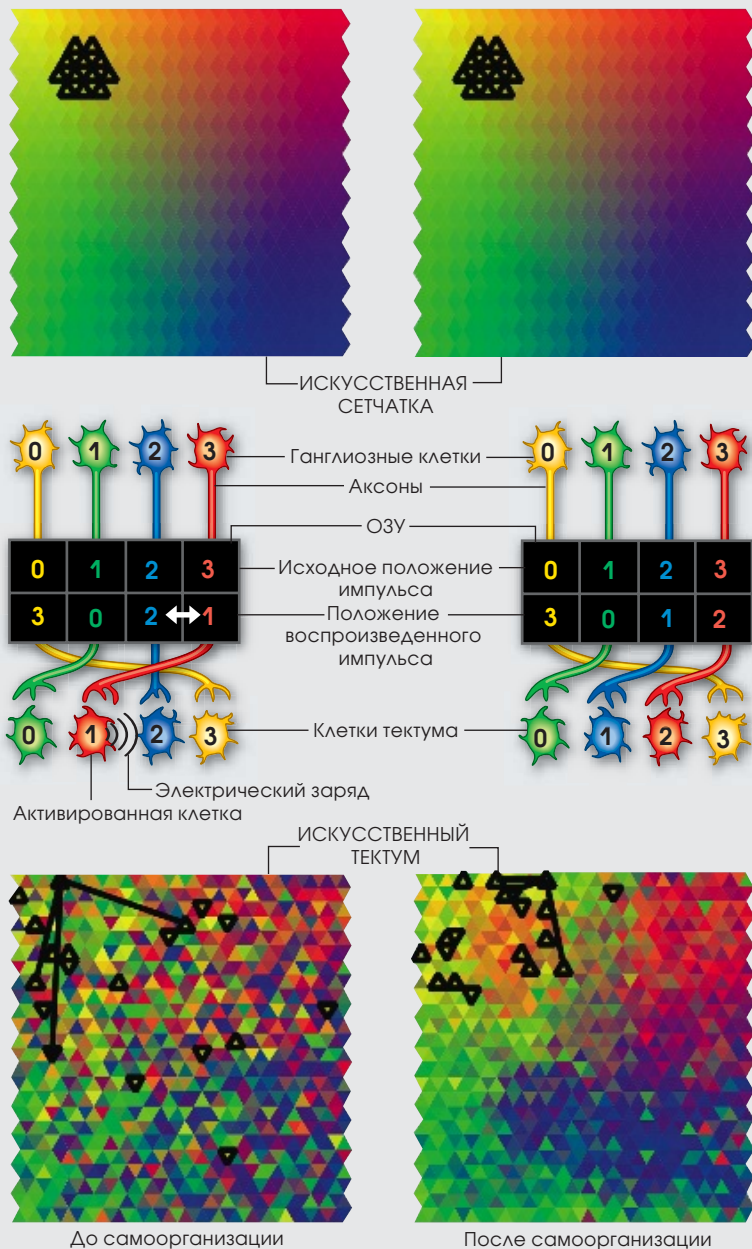 ИСКУССТВЕННАЯ
СЕТЧАТКА
0 1 2 3
Ганглиозные клетки
0 1 2 3
Аксоны
ОЗУ
0 1 2 3
Исходное положение
импульса
0 1 2 3
3 0 2 1
Положение
воспроизведенного
импульса
3 0 1 2
0 1 2 3
Клетки тектума
0 1 2 3
Электрический заряд
Активированная клетка
ИСКУССТВЕННЫЙ
ТЕКТУМ
До самоорганизации
После самоорганизации